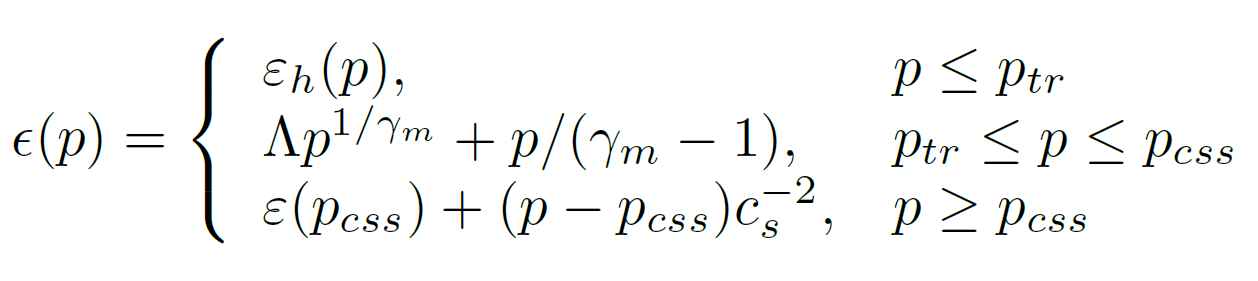 ϵ(p) = { ε_h(p), p ≤ p_{tr}
Λp^{1/γ_m} + p/(γ_m − 1), p_{tr} ≤ p ≤ p_{css}
ε(p_{css}) + (p − p_{css})c_s^{−2}, p ≥ p_{css}